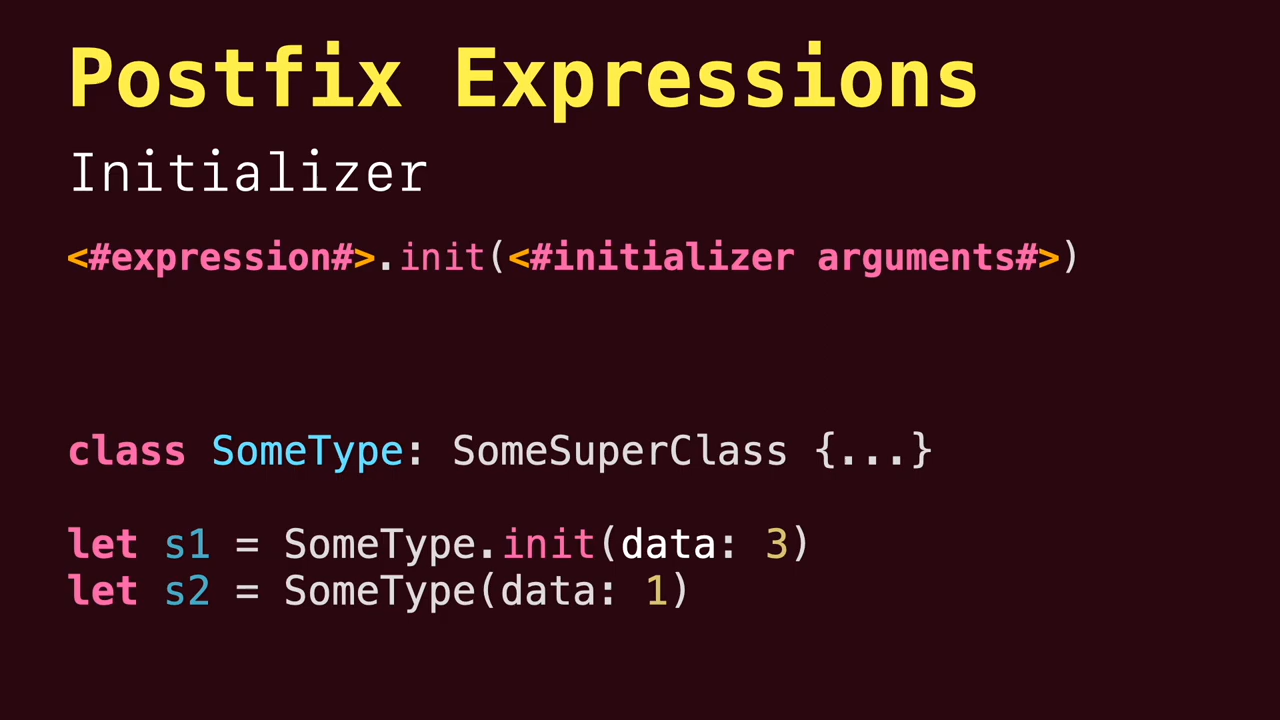 Postfix Expressions
Initializer
<#expression#>.init(<#initializer arguments#>)
class SomeType: SomeSuperClass {...}
let s1 = SomeType.init(data: 3)
let s2 = SomeType(data: 1)